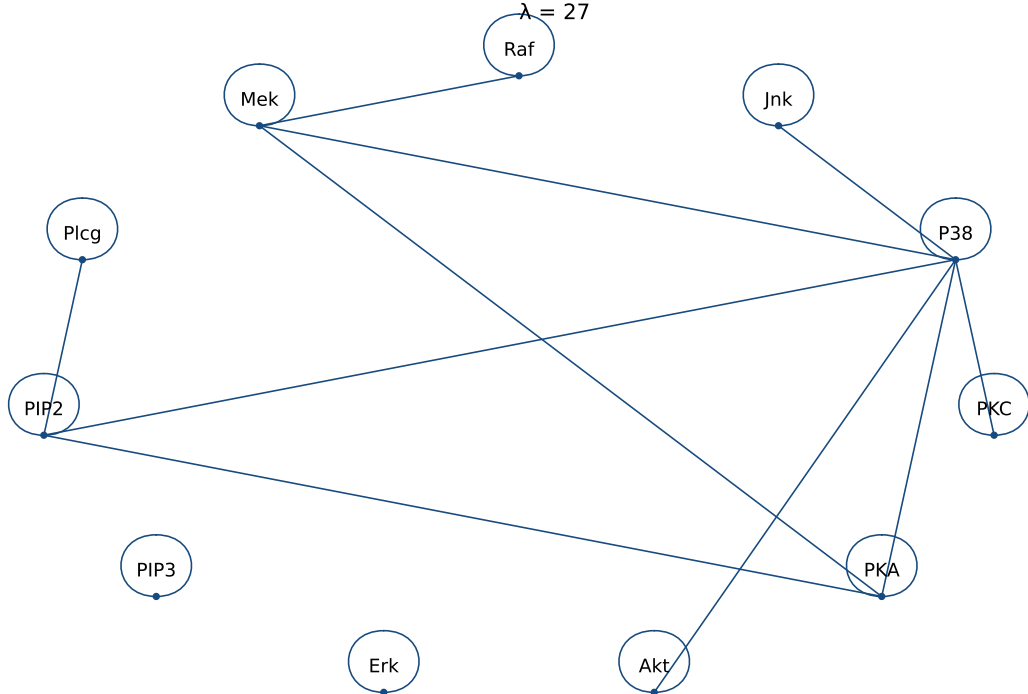 λ = 27
Raf
Mek
Jnk
Plcg
P38
PIP2
PKC
PIP3
PKA
Erk
Akt